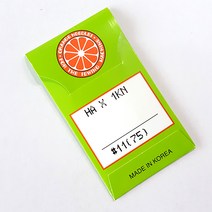 HA X 1KN
#11(75)
MADE IN KOREA